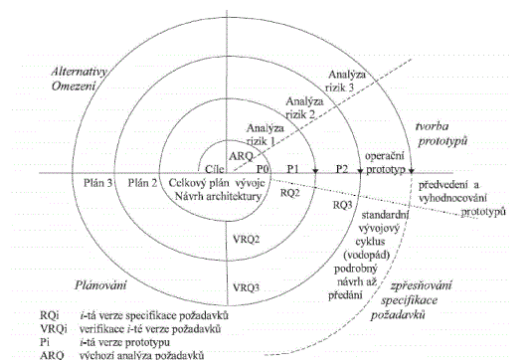 Alternativy
Omezení
Analýza
rizik 3
Analýza
rizik 2
Analýza
rizik 1
tvorba
prototypů
ARQ
Cíle
P0
P1
P2
operační
prototyp
Plán 3
Plán 2
Celkový plán vývoje
Návrh architektury
RQ2
RQ3
předvedení a
vyhodnocování
prototypů
standardní
vývojový
cyklus
(vodopád)
podrobný
návrh až
předání
VRQ2
VRQ3
Plánování
zpřesňování
specifikace
požadavků
RQi i-tá verze specifikace požadavků
VRQi verifikace i-té verze požadavků
Pi i-tá verze prototypu
ARQ výchozí analýza požadavků